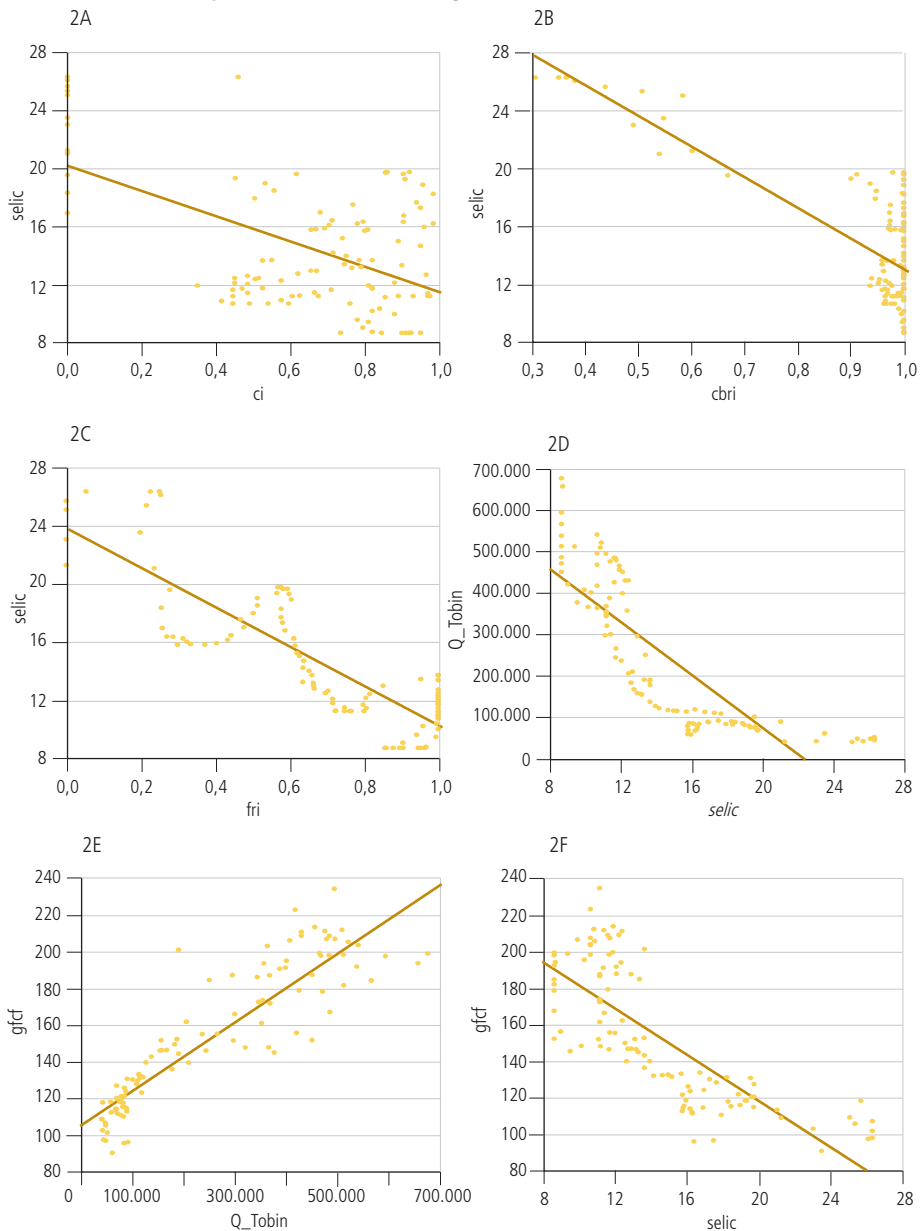 2A
28
24
20
16
12
8
selic
0,0 0,2 0,4 0,6 0,8 1,0
ci
2B
28
24
20
16
12
8
selic
0,3 0,4 0,5 0,6 0,7 0,8 0,9 1,0
cbri
2C
28
24
20
16
12
8
selic
0,0 0,2 0,4 0,6 0,8 1,0
fri
2D
700.000
600.000
500.000
400.000
300.000
200.000
100.000
0
Q_Tobin
8 12 16 20 24 28
selic
2E
240
220
200
180
160
140
120
100
80
gfcf
0 100.000 300.000 500.000 700.000
Q_Tobin
2F
240
220
200
180
160
140
120
100
80
gfcf
8 12 16 20 24 28
selic